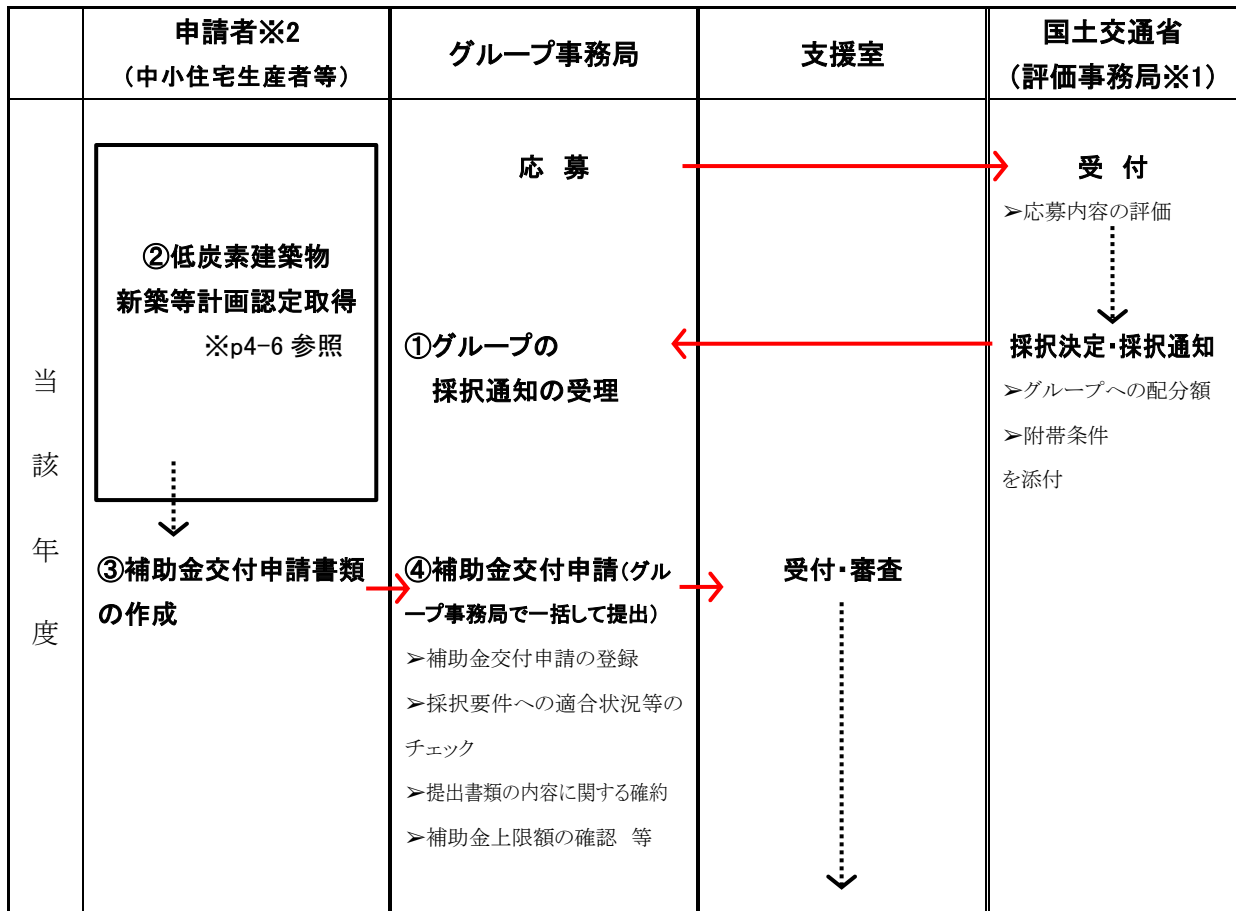 申請者※2
(中小住宅生産者等)
グループ事務局
支援室
国土交通省
(評価事務局※1)
当該年度
②低炭素建築物
新築等計画認定取得
※p4-6 参照
③補助金交付申請書類
の作成
応 募
①グループの
採択通知の受理
④補助金交付申請(グル
ープ事務局で一括して提出)
➢補助金交付申請の登録
➢採択要件への適合状況等の
チェック
➢提出書類の内容に関する確約
➢補助金上限額の確認 等
受付・審査
受 付
➢応募内容の評価
採択決定・採択通知
➢グループへの配分額
➢附帯条件
を添付